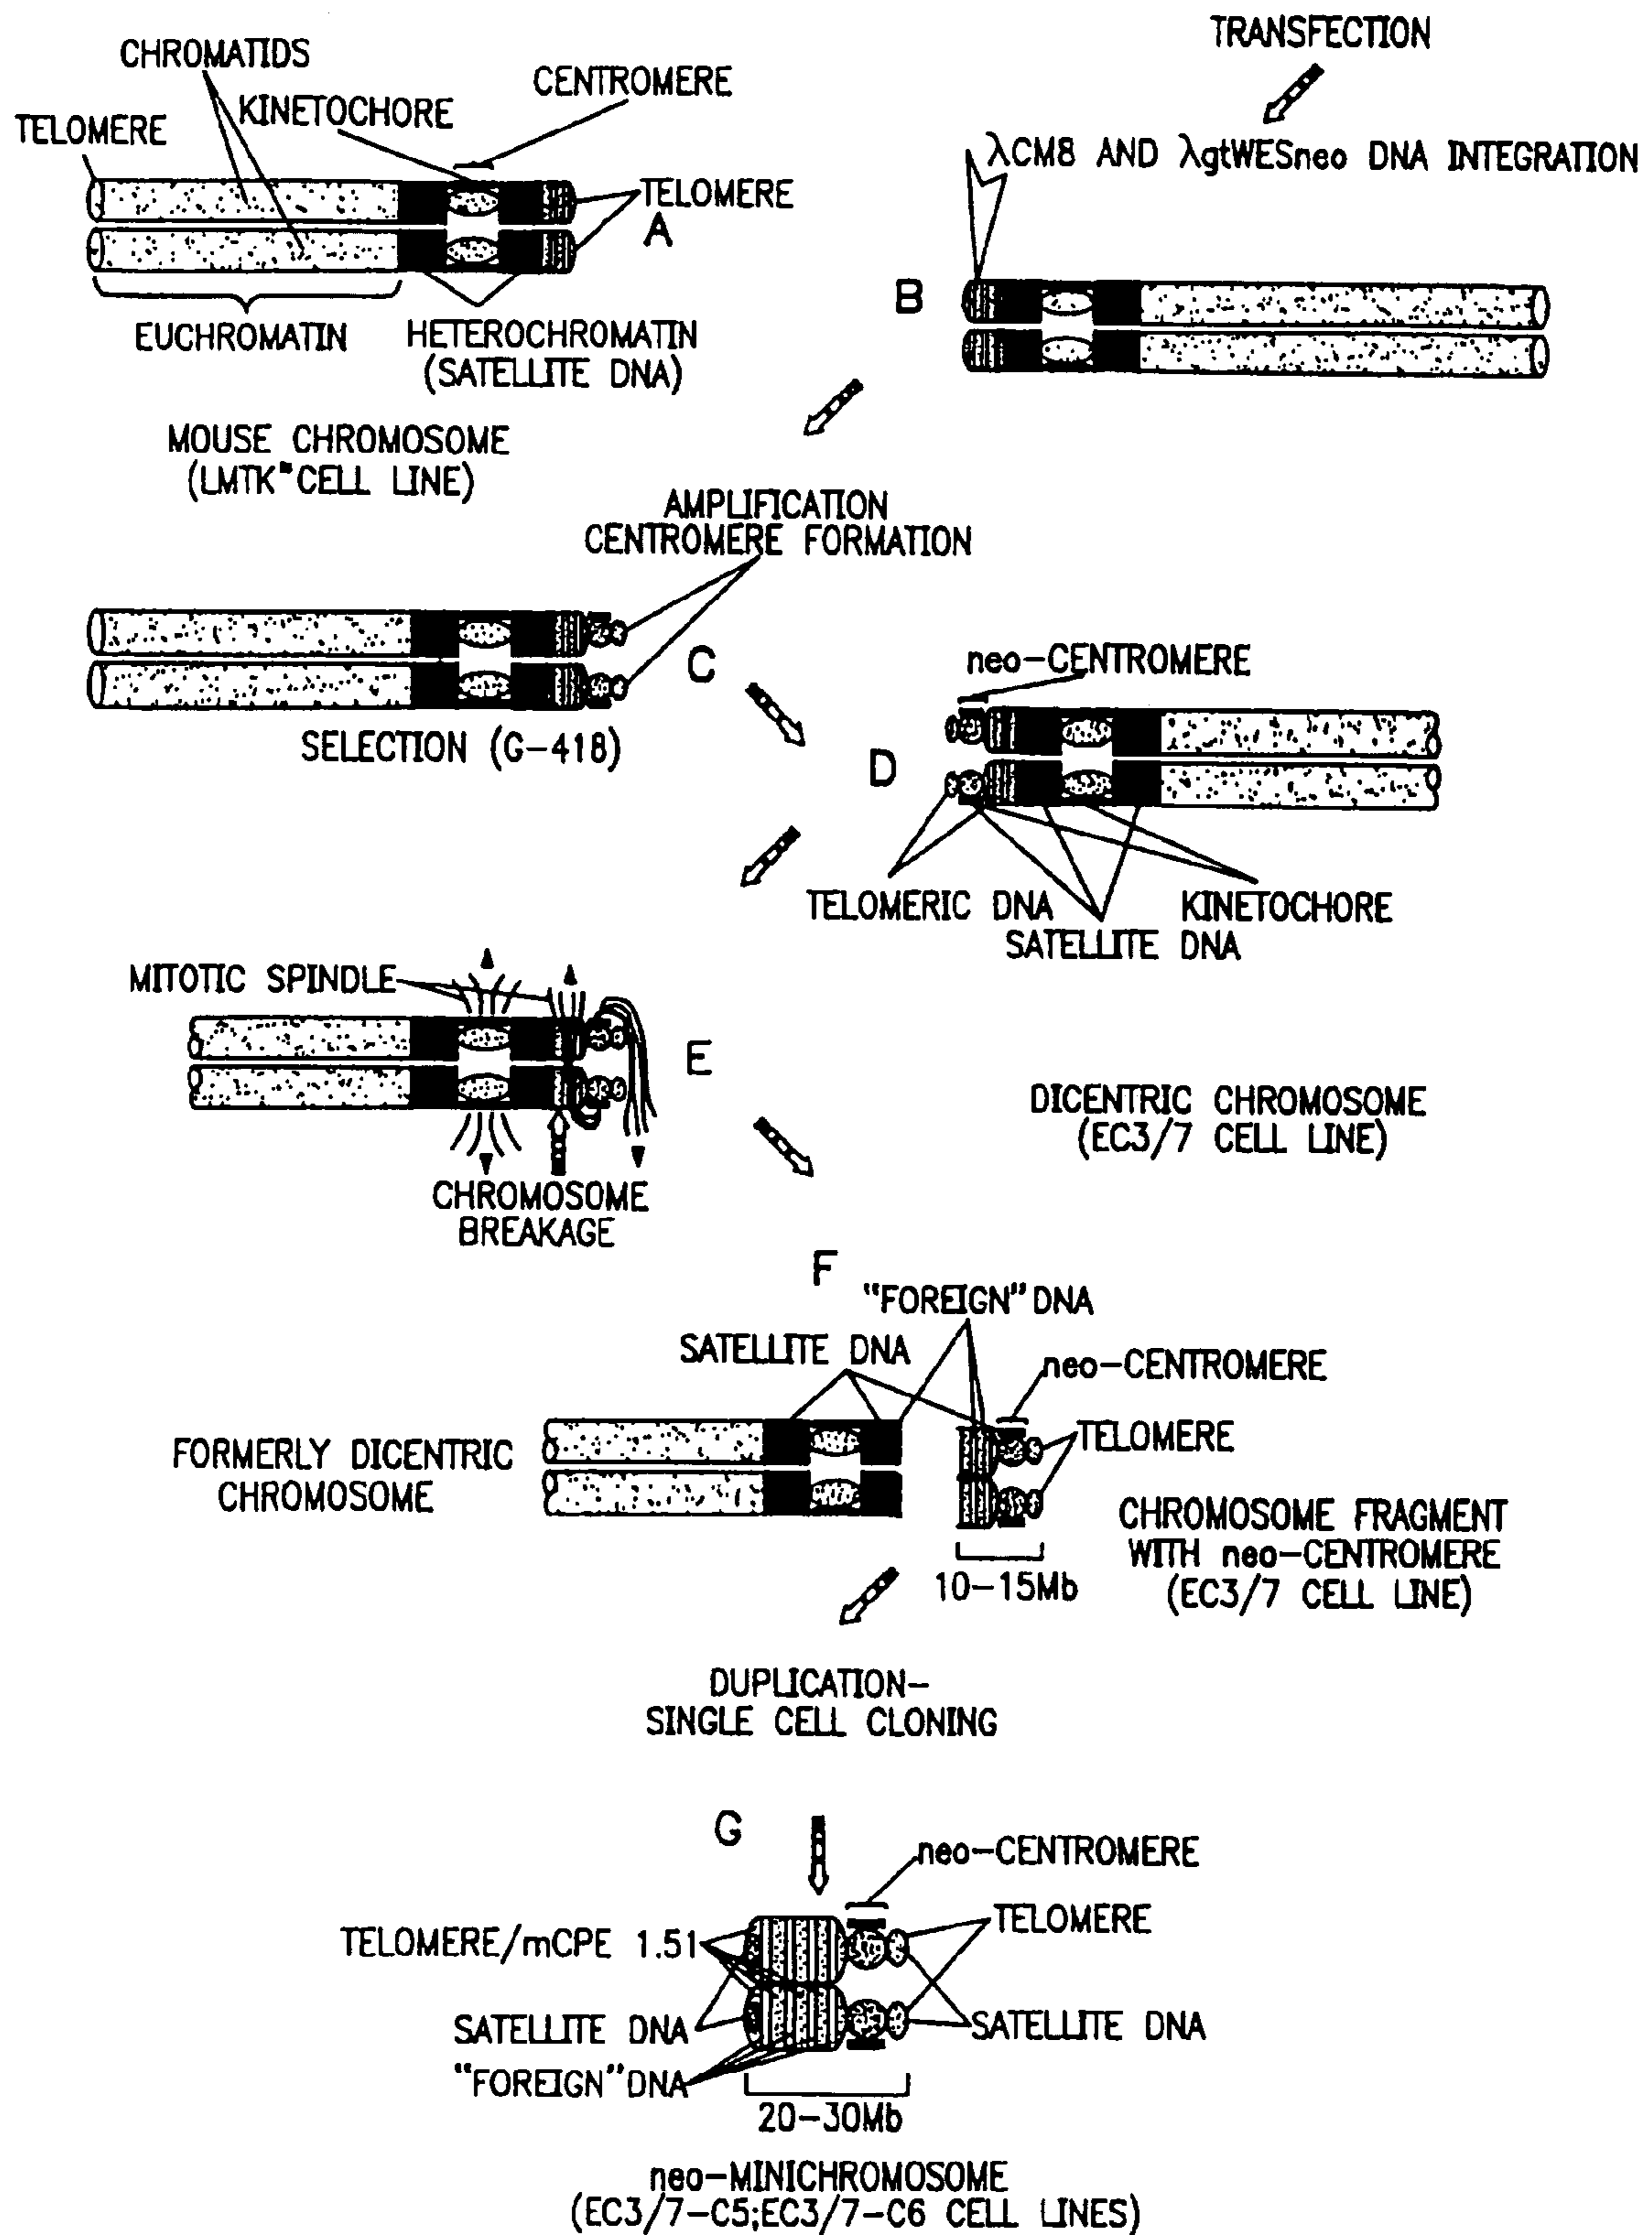 TRANSFECTION
CHROMATIDS
CENTROMERE
KINETOCHORE
TELOMERE
λCM8 AND λgtWESneo DNA INTEGRATION
TELOMERE
A
B
EUCHROMATIN
HETEROCHROMATIN
(SATELLITE DNA)
MOUSE CHROMOSOME
(LMTK⁻ CELL LINE)
AMPLIFICATION
CENTROMERE FORMATION
C
neo-CENTROMERE
SELECTION (G-418)
D
TELOMERIC DNA
KINETOCHORE
SATELLITE DNA
MITOTIC SPINDLE
E
DICENTRIC CHROMOSOME
(EC3/7 CELL LINE)
CHROMOSOME
BREAKAGE
F
"FOREIGN" DNA
SATELLITE DNA
neo-CENTROMERE
TELOMERE
FORMERLY DICENTRIC
CHROMOSOME
CHROMOSOME FRAGMENT
WITH neo-CENTROMERE
(EC3/7 CELL LINE)
10-15Mb
DUPLICATION-
SINGLE CELL CLONING
G
neo-CENTROMERE
TELOMERE
TELOMERE/mCPE 1.51
SATELLITE DNA
SATELLITE DNA
"FOREIGN" DNA
20-30Mb
neo-MINICHROMOSOME
(EC3/7-C5;EC3/7-C6 CELL LINES)